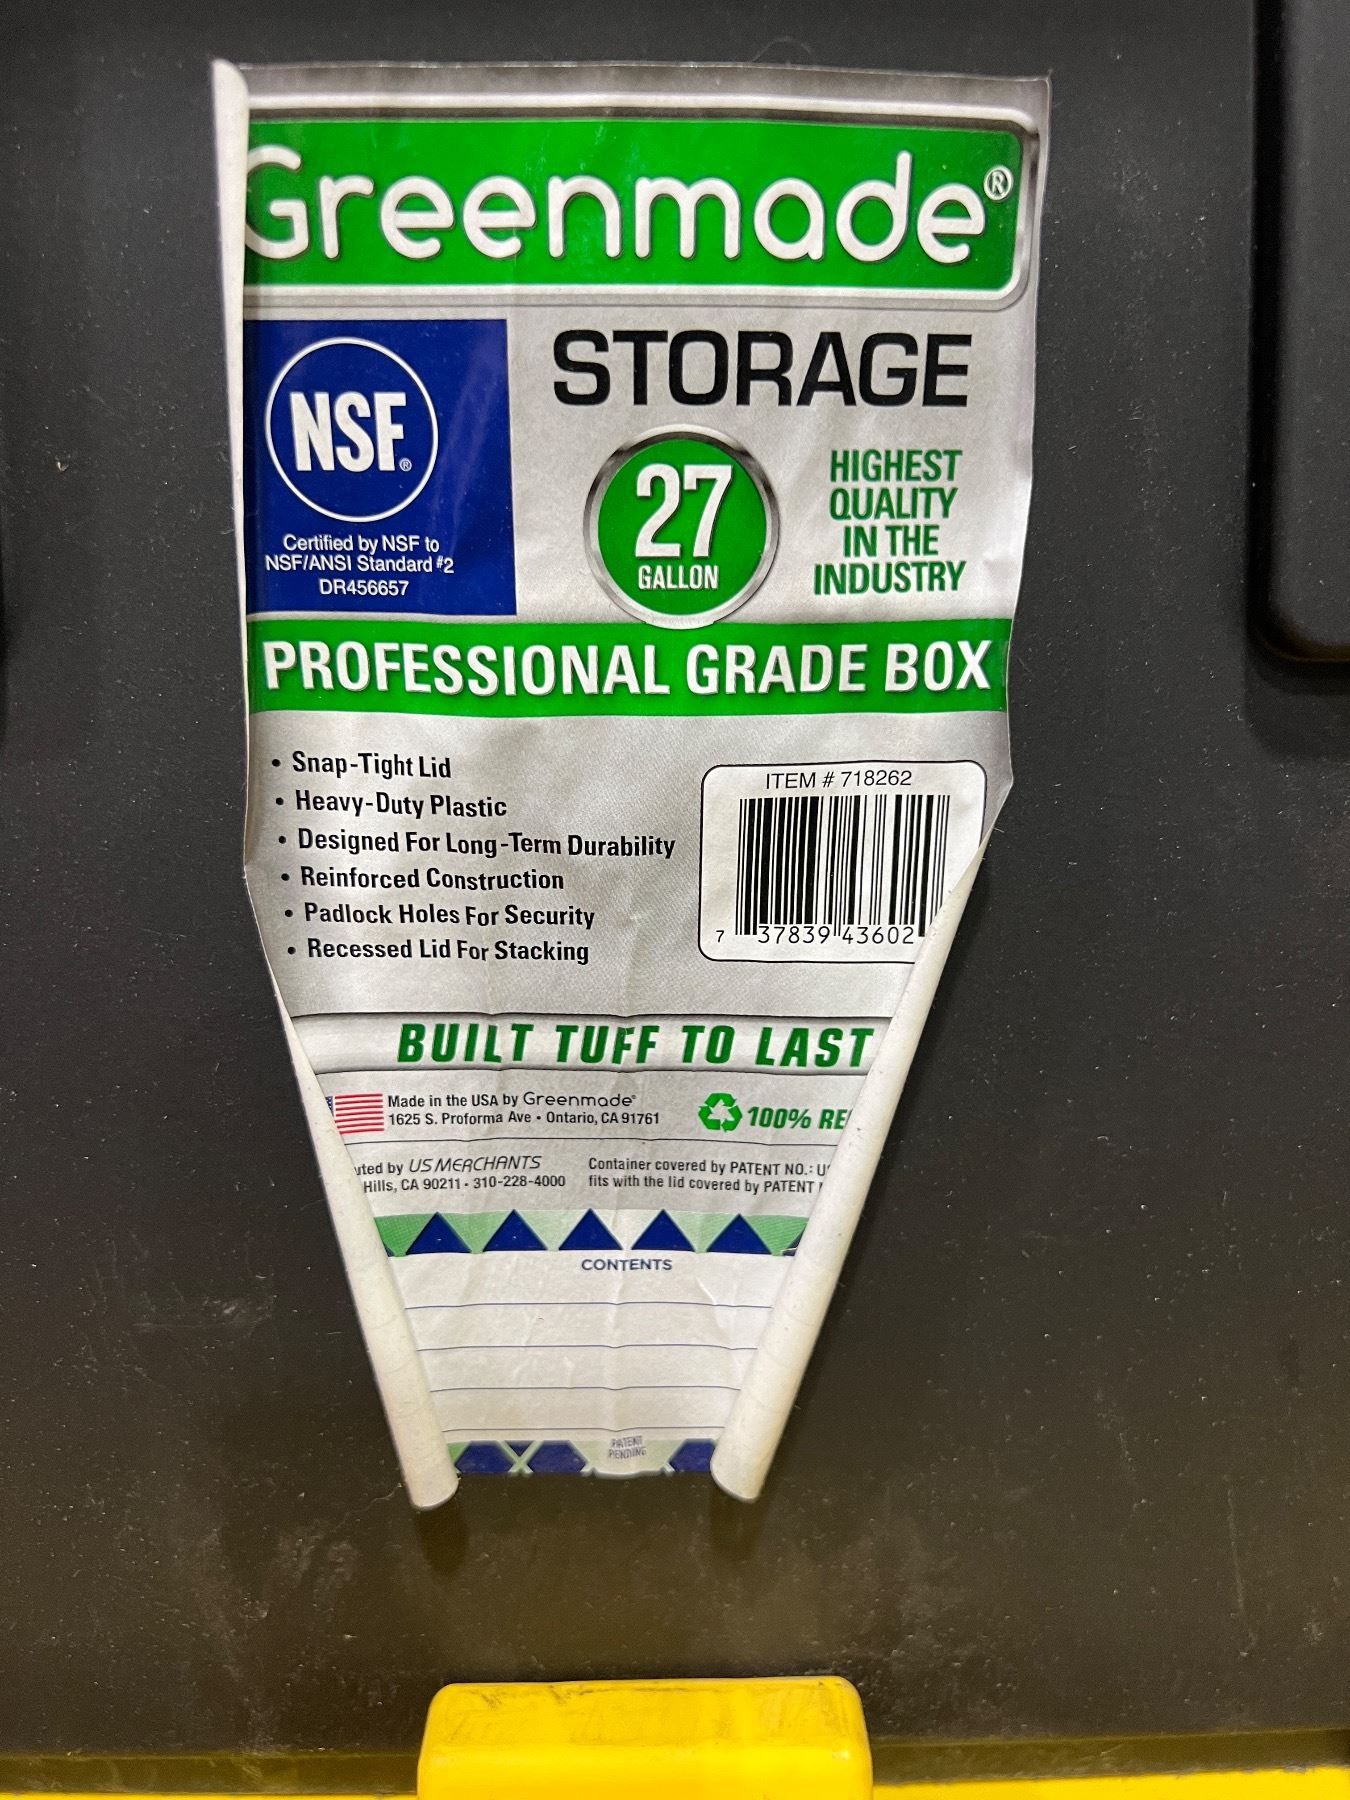 Greenmade®
NSF®
Certified by NSF to
NSF/ANSI Standard #2
DR456657
STORAGE
27
GALLON
HIGHEST
QUALITY
IN THE
INDUSTRY
PROFESSIONAL GRADE BOX
• Snap-Tight Lid
• Heavy-Duty Plastic
• Designed For Long-Term Durability
• Reinforced Construction
• Padlock Holes For Security
• Recessed Lid For Stacking
ITEM # 718262
7 37839 43602
BUILT TUFF TO LAST
Made in the USA by Greenmade®
1625 S. Proforma Ave • Ontario, CA 91761
100% RE
uted by US MERCHANTS
Hills, CA 90211 - 310-228-4000
Container covered by PATENT NO.: U
fits with the lid covered by PATENT
CONTENTS
PATENT
PENDING